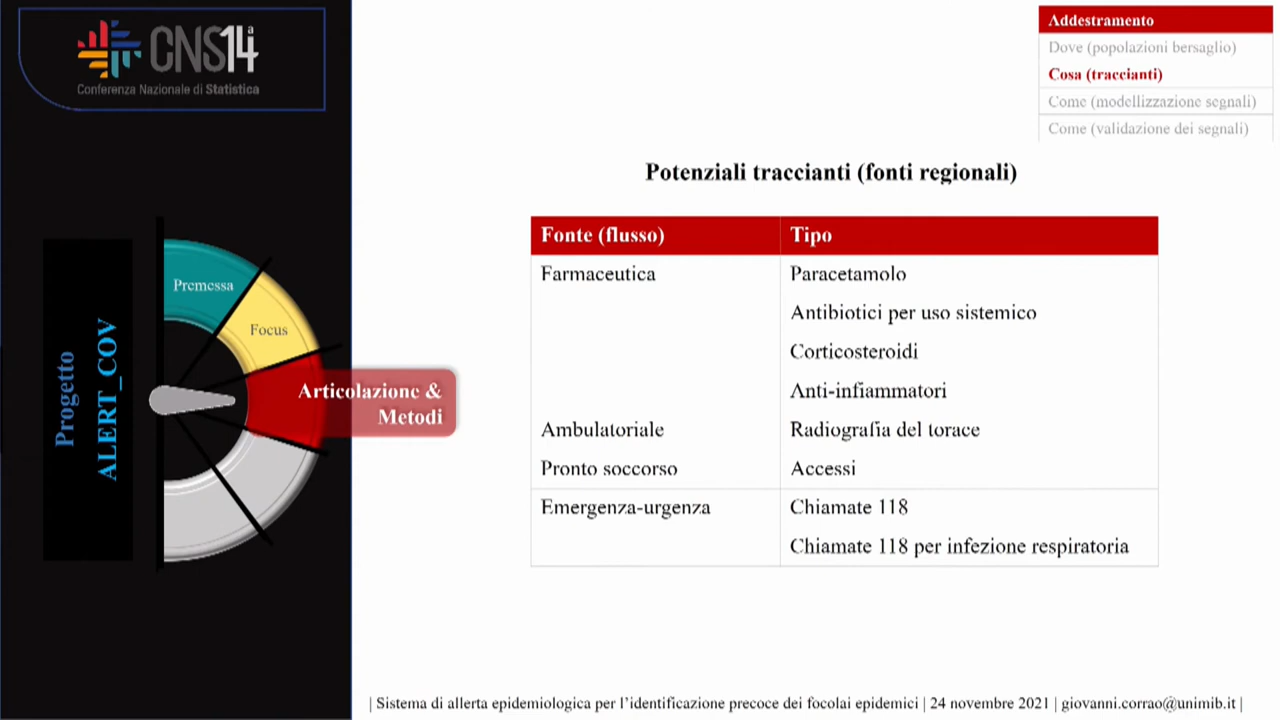 CNS14ª
Conferenza Nazionale di Statistica
Addestramento
Dove (popolazioni bersaglio)
Cosa (traccianti)
Come (modellizzazione segnali)
Come (validazione dei segnali)
Progetto
ALERT_COV
Premessa
Focus
Articolazione &
Metodi
Potenziali traccianti (fonti regionali)
Fonte (flusso) Tipo
Farmaceutica Paracetamolo
Antibiotici per uso sistemico
Corticosteroidi
Anti-infiammatori
Ambulatoriale Radiografia del torace
Pronto soccorso Accessi
Emergenza-urgenza Chiamate 118
Chiamate 118 per infezione respiratoria
| Sistema di allerta epidemiologica per l'identificazione precoce dei focolai epidemici | 24 novembre 2021 | giovanni.corrao@unimib.it |